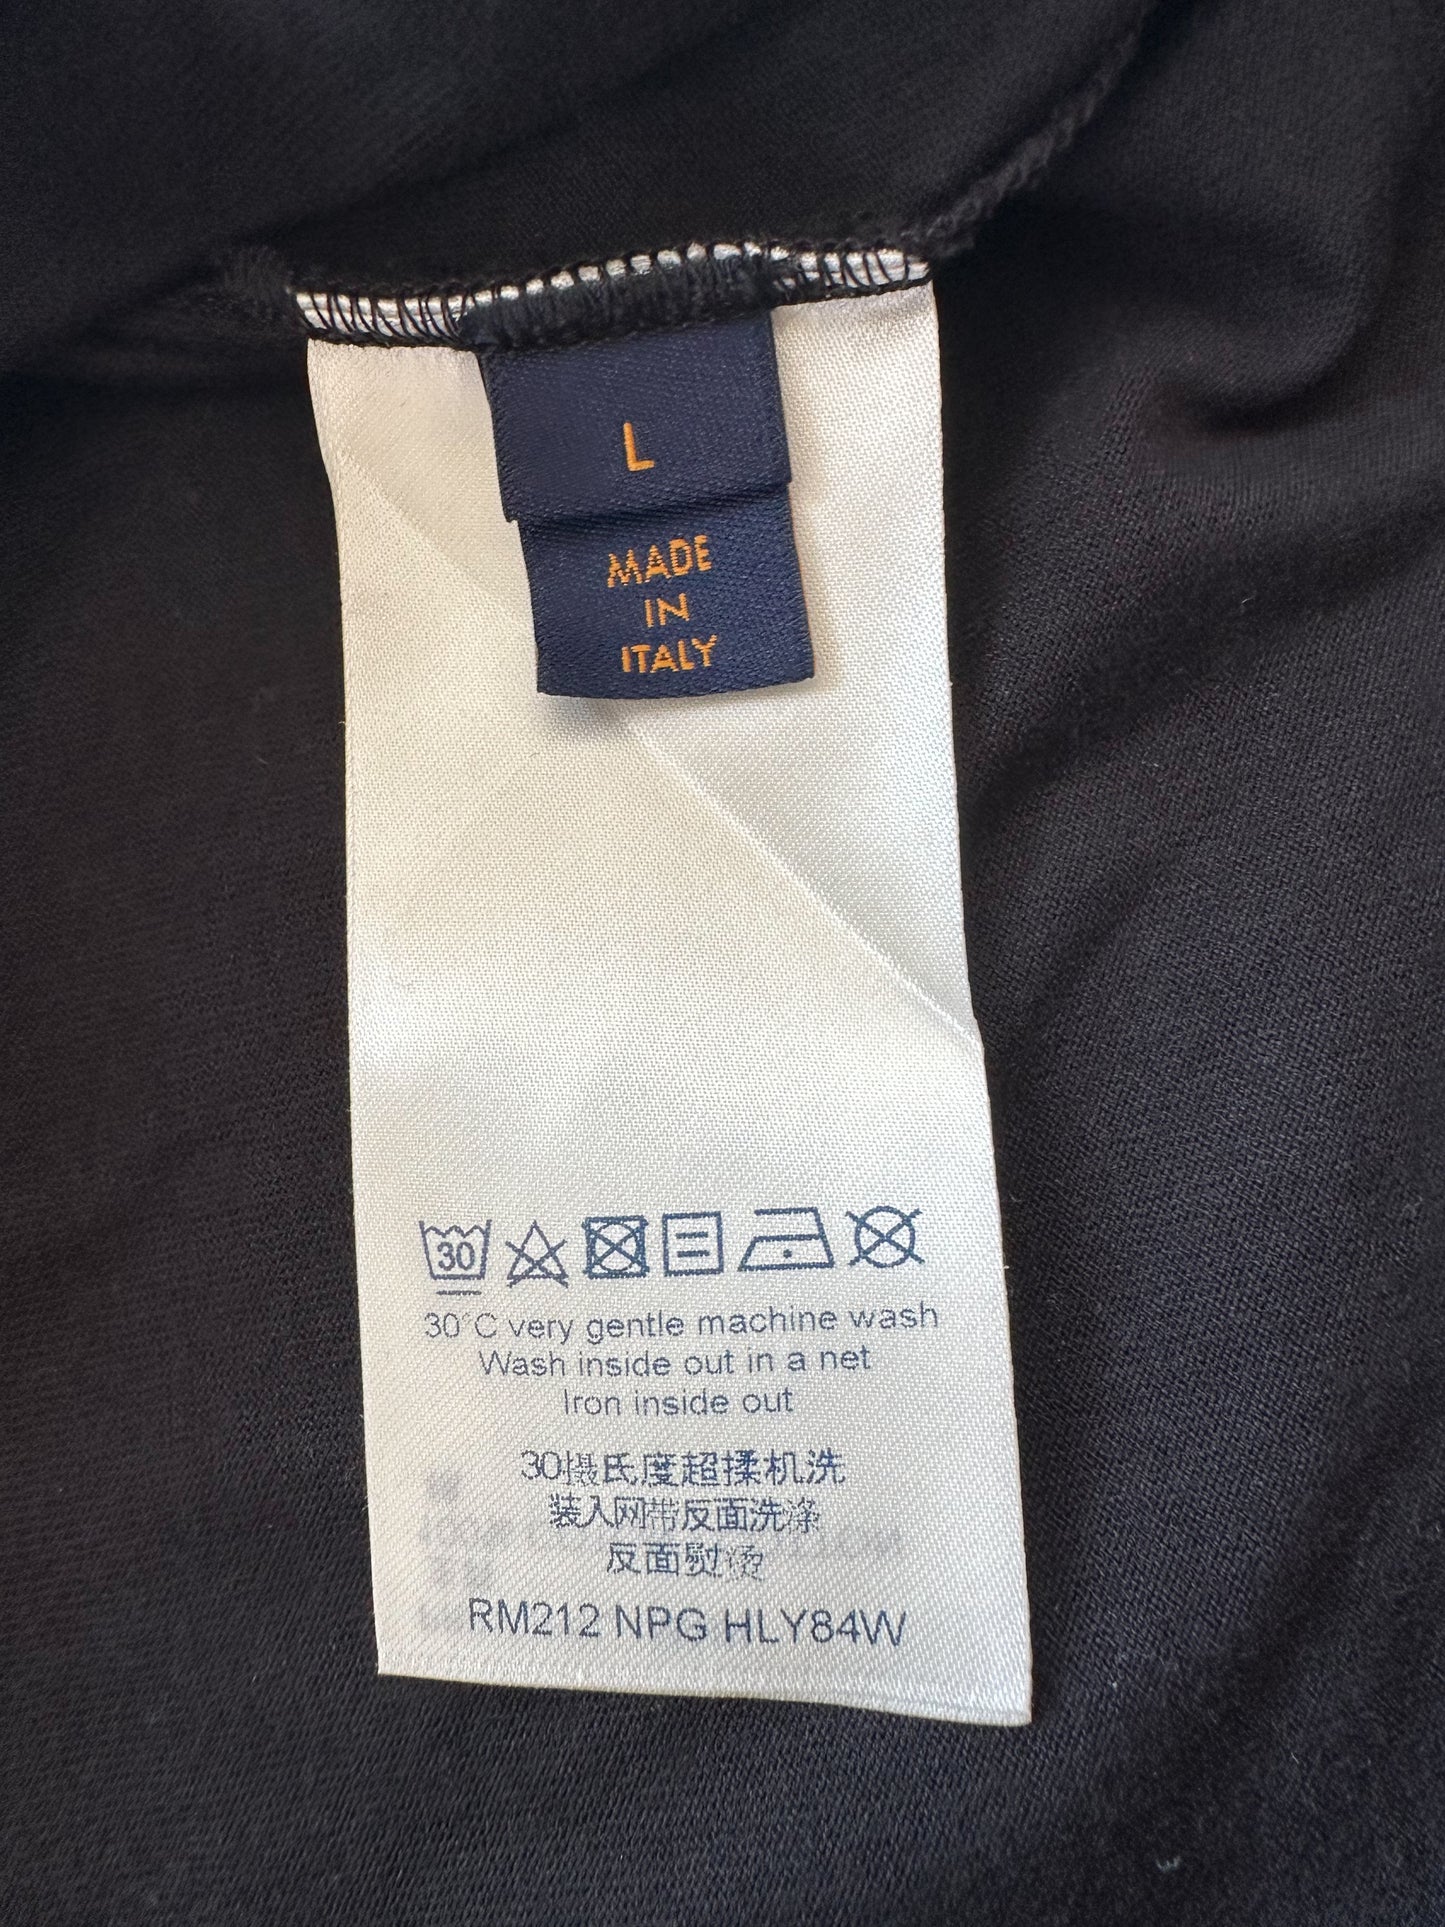 L
MADE
IN
ITALY
30
30°C very gentle machine wash
Wash inside out in a net
Iron inside out
30摄氏度超揉机洗
装入网带反面洗涤
反面熨烫
RM212 NPG HLY84W